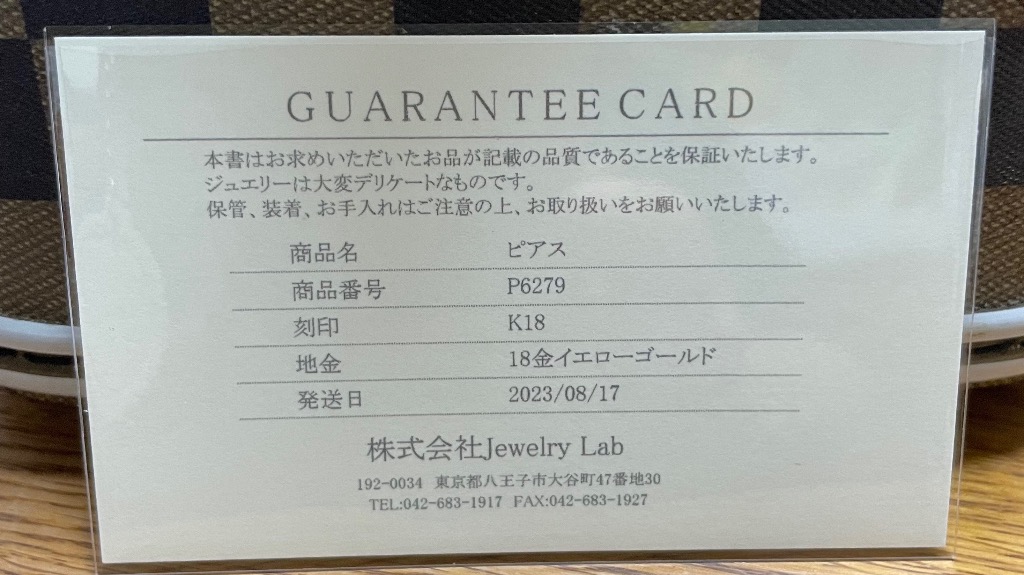 GUARANTEE CARD
本書はお求めいただいたお品が記載の品質であることを保証いたします。
ジュエリーは大変デリケートなものです。
保管、装着、お手入れはご注意の上、お取り扱いをお願いいたします。
商品名 ピアス
商品番号 P6279
刻印 K18
地金 18金イエローゴールド
発送日 2023/08/17
株式会社Jewelry Lab
192-0034 東京都八王子市大谷町47番地30
TEL:042-683-1917 FAX:042-683-1927